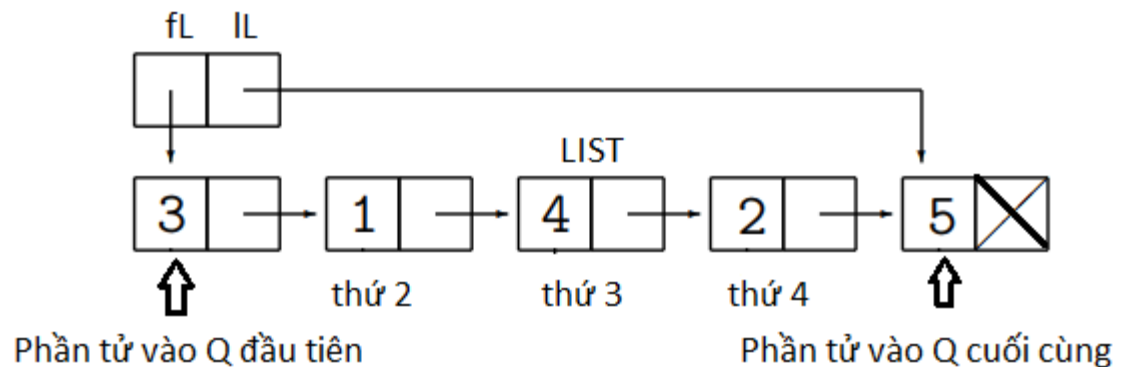 fL lL
LIST
3 1 4 2 5
thứ 2 thứ 3 thứ 4
Phần tử vào Q đầu tiên Phần tử vào Q cuối cùng